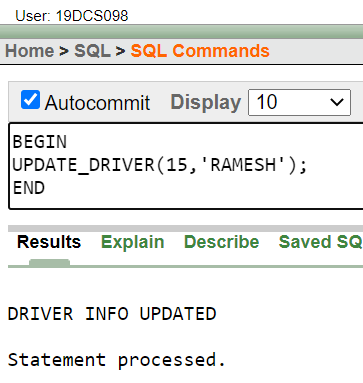 User: 19DCS098
Home > SQL > SQL Commands
Autocommit Display 10
BEGIN
UPDATE_DRIVER(15,'RAMESH');
END
Results Explain Describe Saved SQ
DRIVER INFO UPDATED
Statement processed.